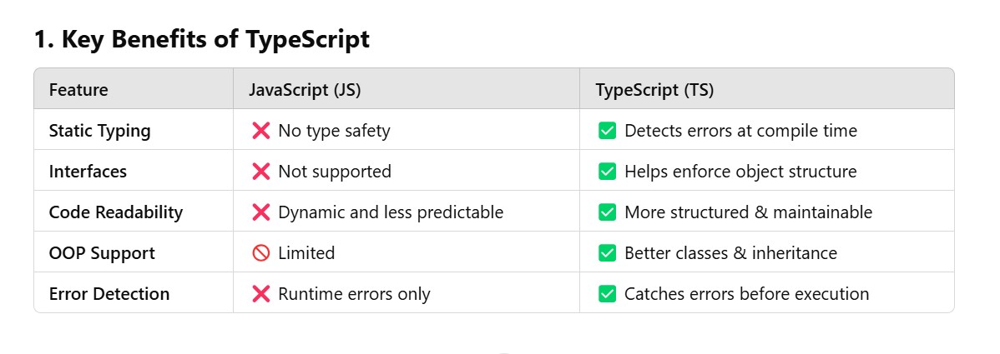 1. Key Benefits of TypeScript
Feature JavaScript (JS) TypeScript (TS)
Static Typing ❌ No type safety ✅ Detects errors at compile time
Interfaces ❌ Not supported ✅ Helps enforce object structure
Code Readability ❌ Dynamic and less predictable ✅ More structured & maintainable
OOP Support 🚫 Limited ✅ Better classes & inheritance
Error Detection ❌ Runtime errors only ✅ Catches errors before execution